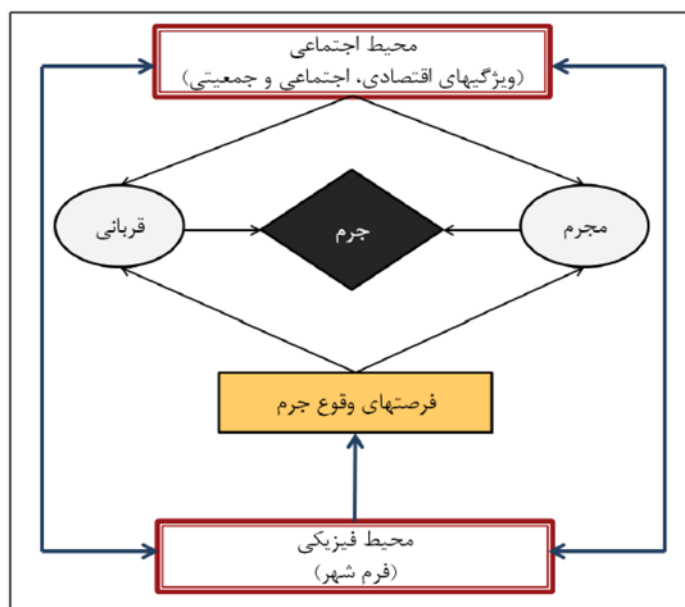 محیط اجتماعی
(ویژگیهای اقتصادی، اجتماعی و جمعیتی)
مجرم
جرم
قربانی
فرصتهای وقوع جرم
محیط فیزیکی
(فرم شهر)